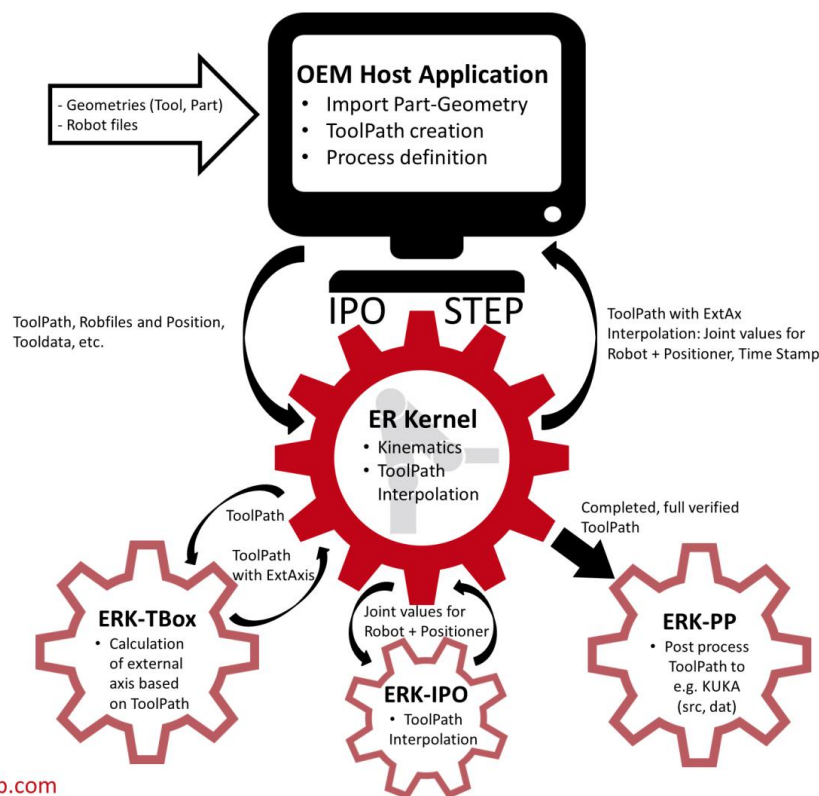 OEM Host Application
• Import Part-Geometry
• ToolPath creation
• Process definition
- Geometries (Tool, Part)
- Robot files
IPO STEP
ToolPath, Robfiles and Position,
Tooldata, etc.
ToolPath with ExtAx
Interpolation: Joint values for
Robot + Positioner, Time Stamp
ER Kernel
• Kinematics
• ToolPath
Interpolation
ToolPath
ToolPath
with ExtAxis
Completed, full verified
ToolPath
Joint values for
Robot + Positioner
ERK-TBox
• Calculation
of external
axis based
on ToolPath
ERK-IPO
• ToolPath
Interpolation
ERK-PP
• Post process
ToolPath to
e.g. KUKA
(src, dat)
.com